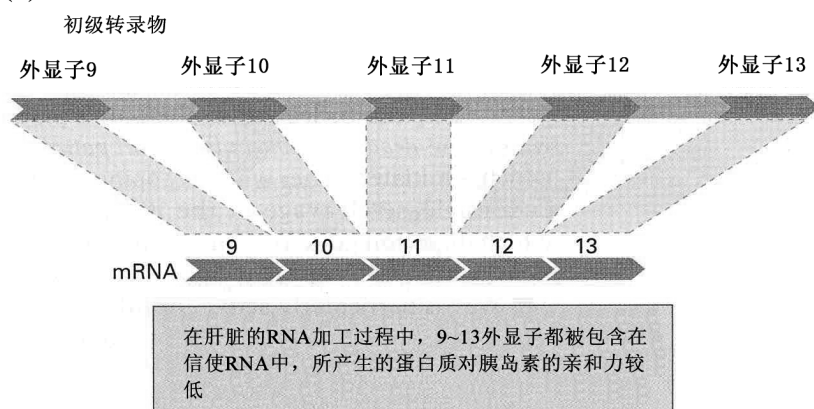 初级转录物
外显子9 外显子10 外显子11 外显子12 外显子13
9 10 11 12 13
mRNA
在肝脏的RNA加工过程中，9~13外显子都被包含在
信使RNA中，所产生的蛋白质对胰岛素的亲和力较
低